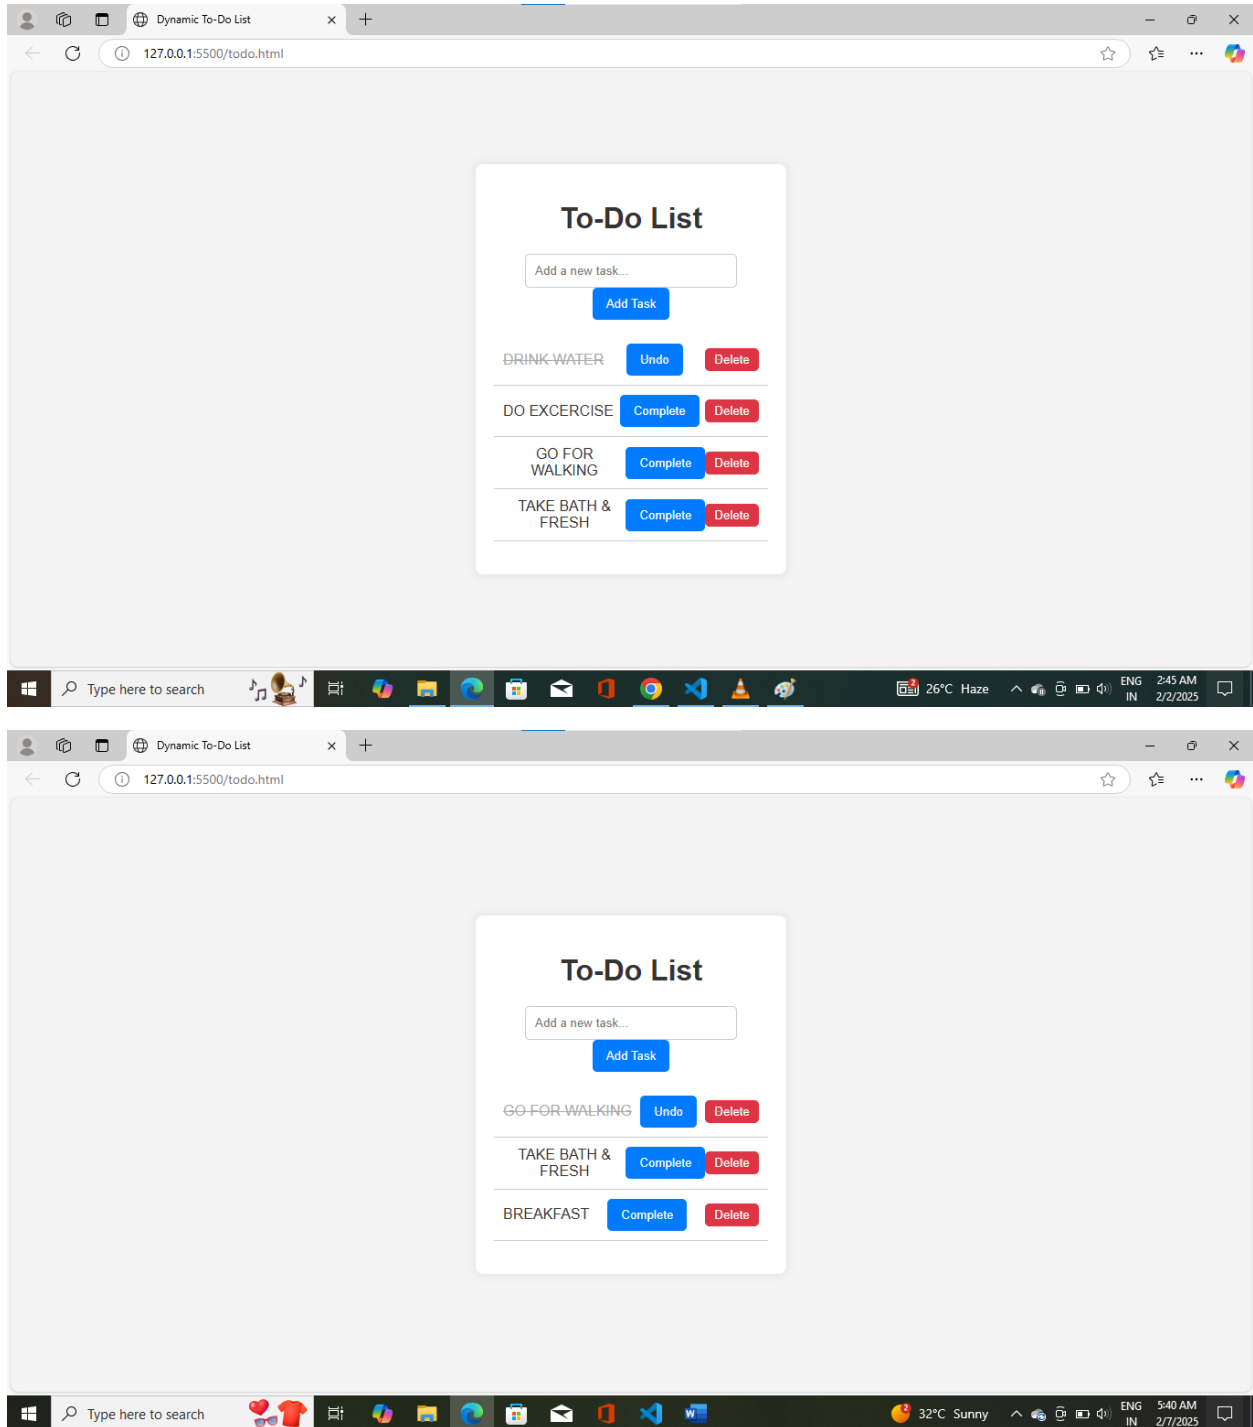 Dynamic To-Do List
127.0.0.1:5500/todo.html
To-Do List
Add a new task...
Add Task
DRINK WATER Undo Delete
DO EXCERCISE Complete Delete
GO FOR
WALKING Complete Delete
TAKE BATH &
FRESH Complete Delete
Type here to search 2 26°C Haze ENG 2:45 AM
IN 2/2/2025
Dynamic To-Do List
127.0.0.1:5500/todo.html
To-Do List
Add a new task...
Add Task
GO FOR WALKING Undo Delete
TAKE BATH &
FRESH Complete Delete
BREAKFAST Complete Delete
Type here to search 2 32°C Sunny ENG 5:40 AM
IN 2/7/2025